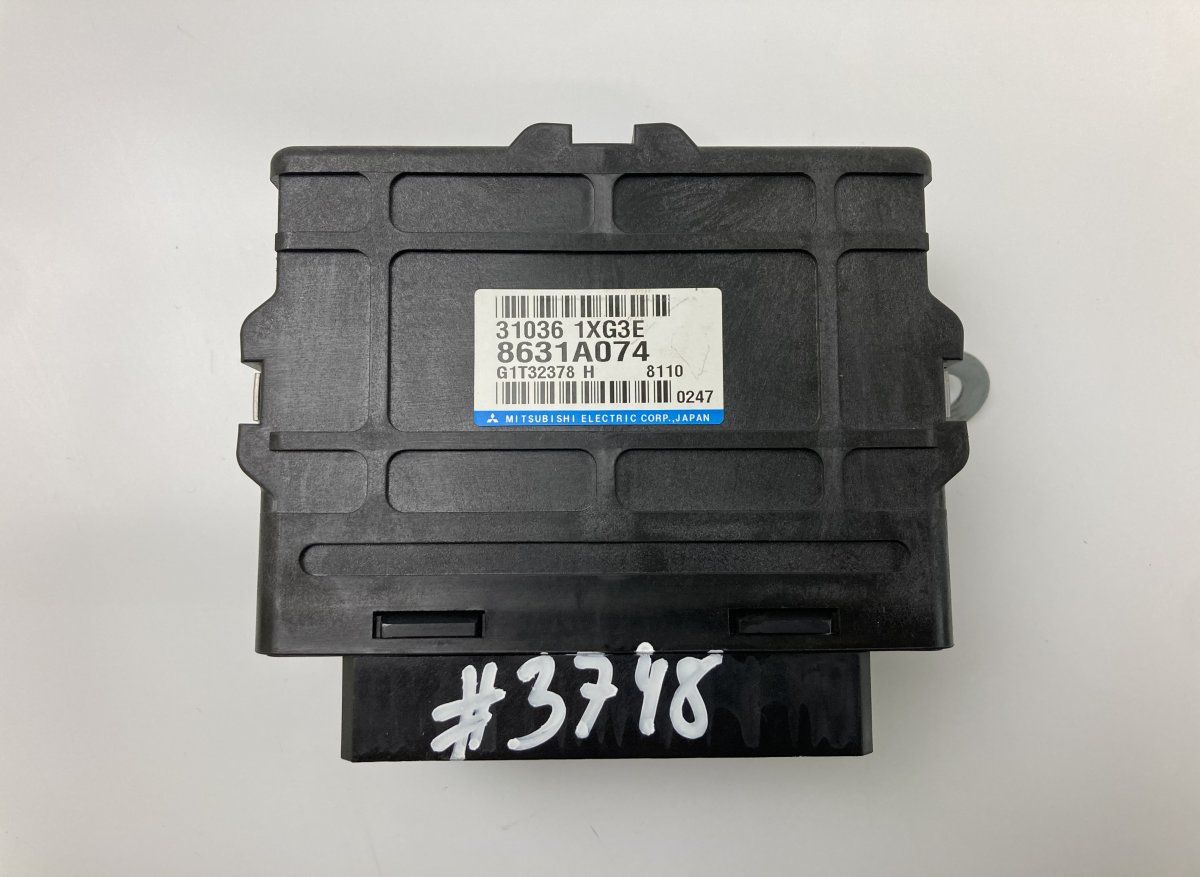 31036 1XG3E
8631A074
G1T32378 H 8110
0247
MITSUBISHI ELECTRIC CORP.,JAPAN
#3748